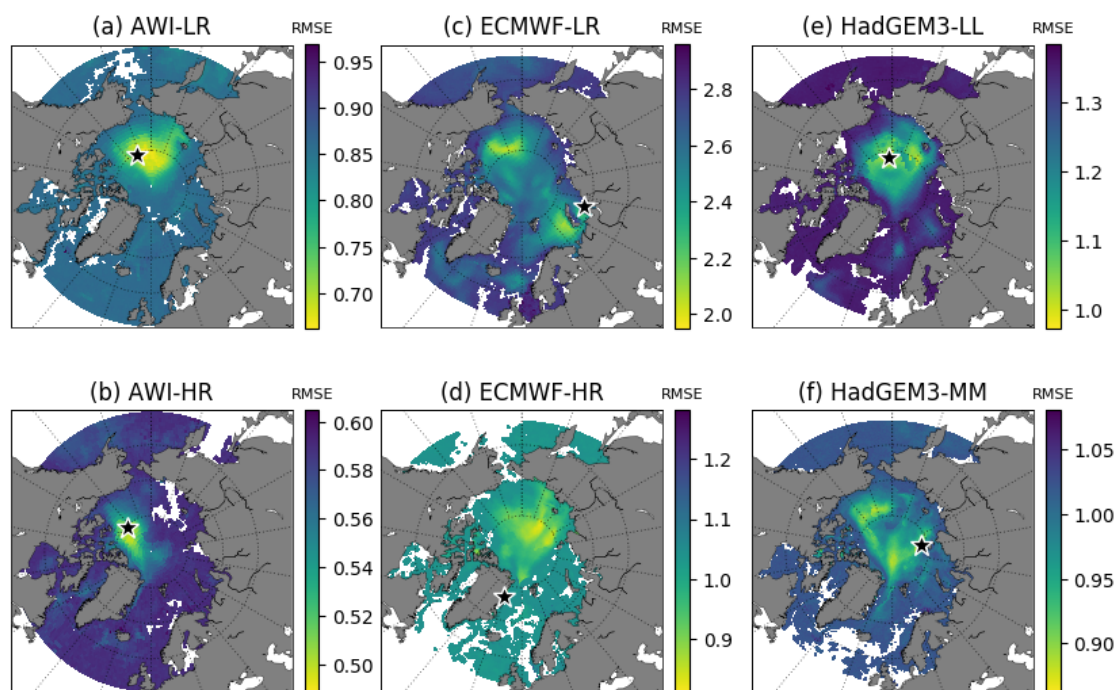 (a) AWI-LR
RMSE
0.95
0.90
0.85
0.80
0.75
0.70
(c) ECMWF-LR
RMSE
2.8
2.6
2.4
2.2
2.0
(e) HadGEM3-LL
RMSE
1.3
1.2
1.1
1.0
(b) AWI-HR
RMSE
0.60
0.58
0.56
0.54
0.52
0.50
(d) ECMWF-HR
RMSE
1.2
1.1
1.0
0.9
(f) HadGEM3-MM
RMSE
1.05
1.00
0.95
0.90